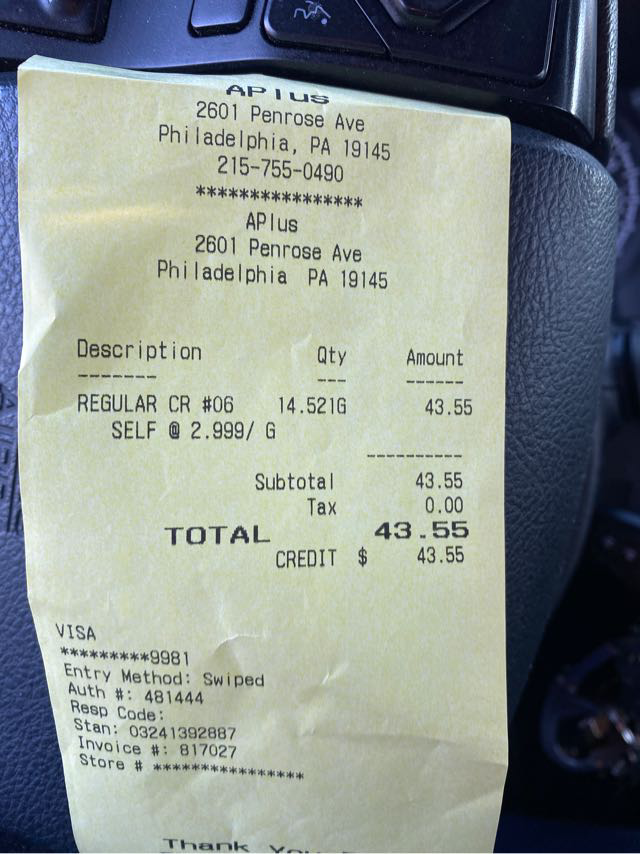 APlus
2601 Penrose Ave
Philadelphia, PA 19145
215-755-0490
*****************
APlus
2601 Penrose Ave
Philadelphia PA 19145
Description Qty Amount
------- --- ------
REGULAR CR #06 14.521G 43.55
SELF @ 2.999/ G
----------
Subtotal 43.55
Tax 0.00
TOTAL 43.55
CREDIT $ 43.55
VISA
*********9981
Entry Method: Swiped
Auth #: 481444
Resp Code:
Stan: 03241392887
Invoice #: 817027
Store # ****************
Thank You